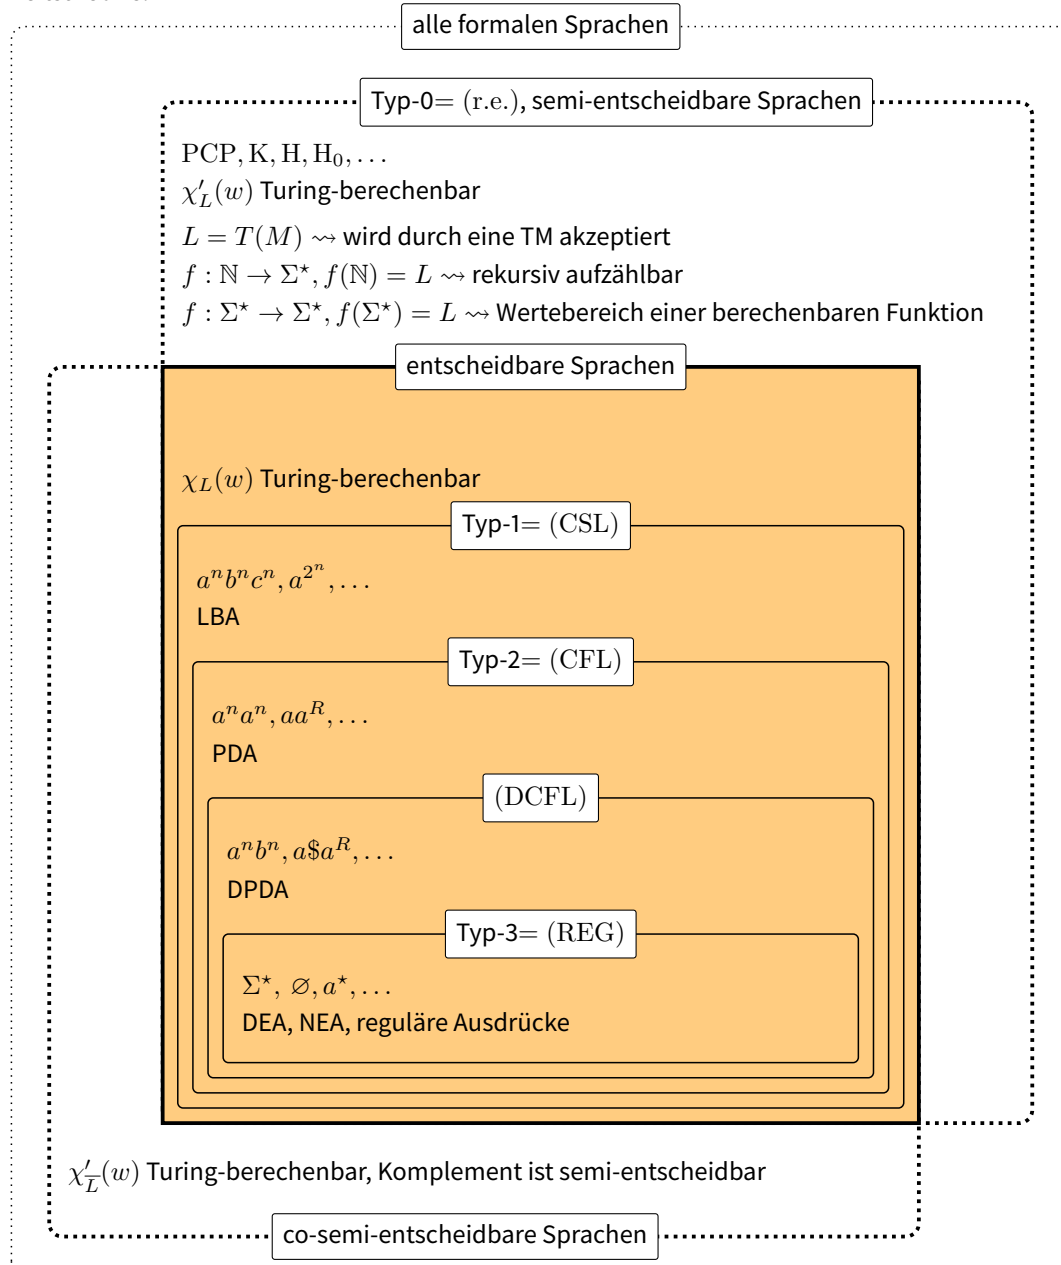 alle formalen Sprachen
Typ-0= (r.e.), semi-entscheidbare Sprachen
PCP, K, H, H₀, …
χ′_L(w) Turing-berechenbar
L = T(M) ⇝ wird durch eine TM akzeptiert
f : ℕ → Σ⋆, f(ℕ) = L ⇝ rekursiv aufzählbar
f : Σ⋆ → Σ⋆, f(Σ⋆) = L ⇝ Wertebereich einer berechenbaren Funktion
entscheidbare Sprachen
χ_L(w) Turing-berechenbar
Typ-1= (CSL)
aⁿbⁿcⁿ, a^{2ⁿ}, …
LBA
Typ-2= (CFL)
aⁿaⁿ, aa^R, …
PDA
(DCFL)
aⁿbⁿ, a$a^R, …
DPDA
Typ-3= (REG)
Σ⋆, ∅, a⋆, …
DEA, NEA, reguläre Ausdrücke
χ′_{L̅}(w) Turing-berechenbar, Komplement ist semi-entscheidbar
co-semi-entscheidbare Sprachen